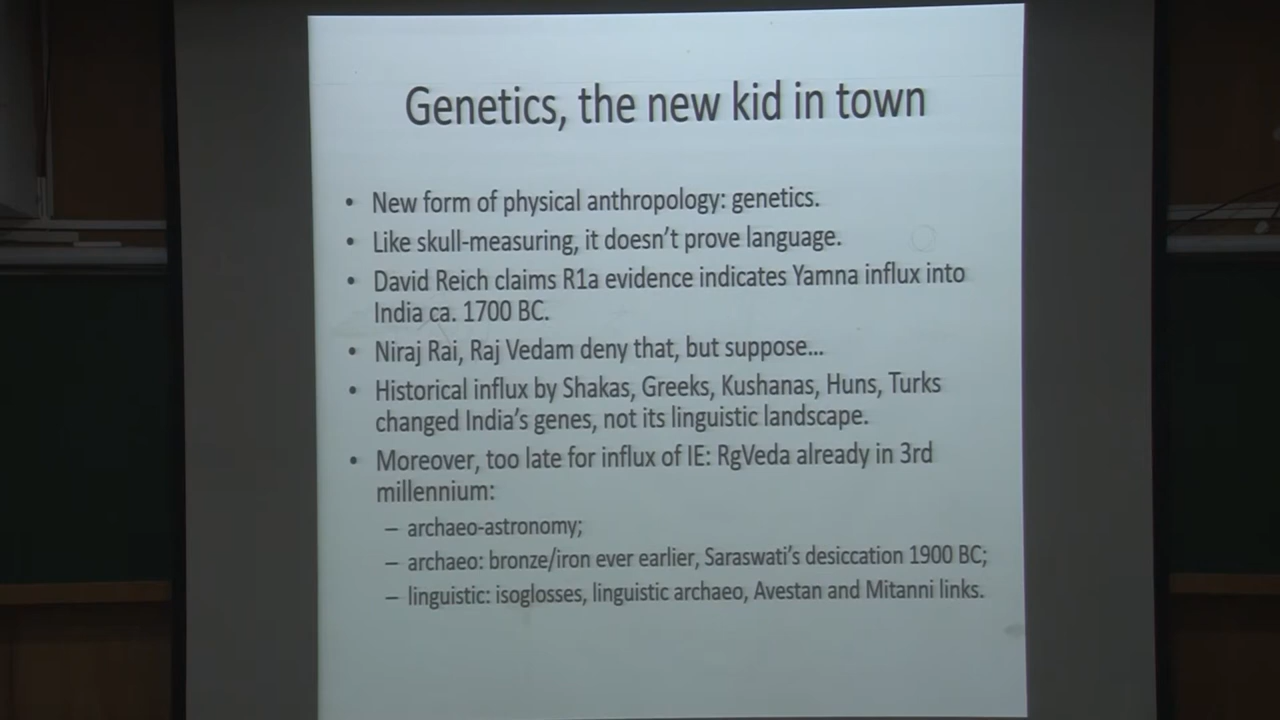 Genetics, the new kid in town
• New form of physical anthropology: genetics.
• Like skull-measuring, it doesn't prove language.
• David Reich claims R1a evidence indicates Yamna influx into
India ca. 1700 BC.
• Niraj Rai, Raj Vedam deny that, but suppose...
• Historical influx by Shakas, Greeks, Kushanas, Huns, Turks
changed India's genes, not its linguistic landscape.
• Moreover, too late for influx of IE: RgVeda already in 3rd
millennium:
– archaeo-astronomy;
– archaeo: bronze/iron ever earlier, Saraswati's desiccation 1900 BC;
– linguistic: isoglosses, linguistic archaeo, Avestan and Mitanni links.